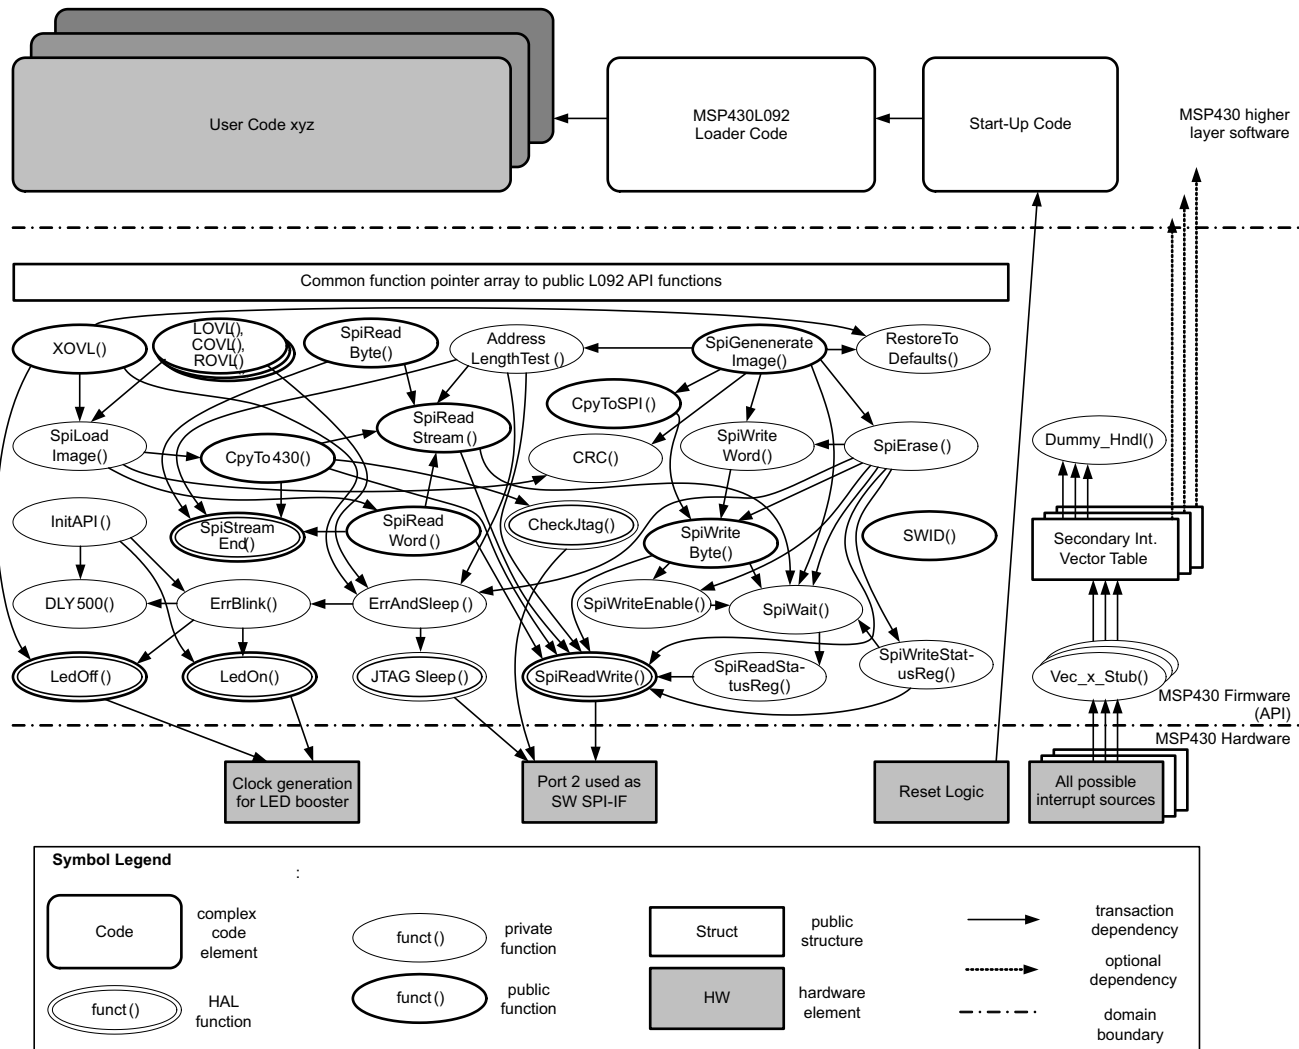 User Code xyz
MSP430L092
Loader Code
Start-Up Code
MSP430 higher
layer software
Common function pointer array to public L092 API functions
XOVL()
LOVL(),
COVL(),
ROVL()
SpiRead
Byte()
Address
LengthTest ()
SpiGenenerate
Image()
RestoreTo
Defaults()
CpyToSPI ()
SpiLoad
Image()
CpyTo 430()
SpiRead
Stream()
CRC()
SpiWrite
Word()
SpiErase()
Dummy_Hndl()
InitAPI()
SpiStream
End()
SpiRead
Word()
CheckJtag()
SpiWrite
Byte()
SWID()
Secondary Int.
Vector Table
DLY500()
ErrBlink()
ErrAndSleep ()
SpiWriteEnable()
SpiWait()
LedOff()
LedOn()
JTAG Sleep()
SpiReadWrite()
SpiReadSta-
tusReg()
SpiWriteStat-
usReg()
Vec_x_Stub()
MSP430 Firmware
(API)
MSP430 Hardware
Clock generation
for LED booster
Port 2 used as
SW SPI-IF
Reset Logic
All possible
interrupt sources
Symbol Legend
:
Code
complex
code
element
funct()
private
function
Struct
public
structure
transaction
dependency
optional
dependency
funct()
HAL
function
funct()
public
function
HW
hardware
element
domain
boundary